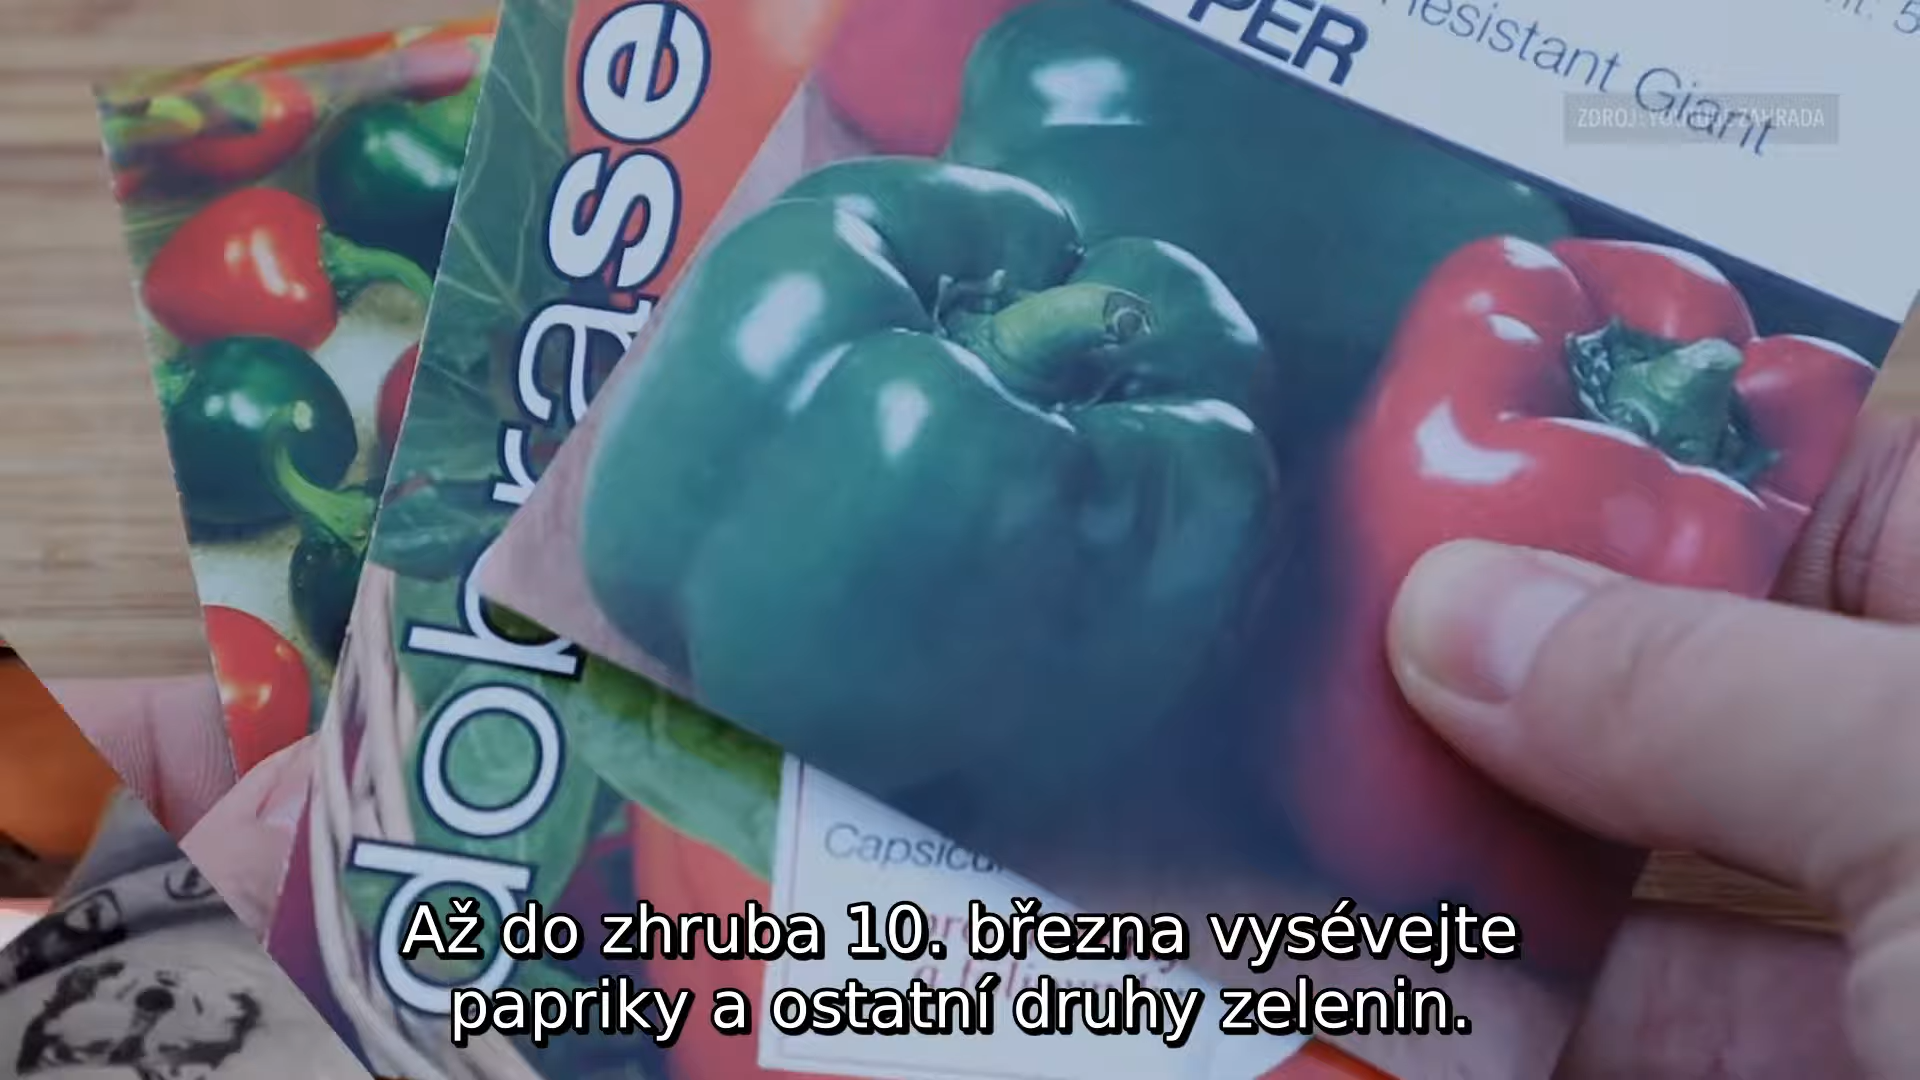 PER
Resistant Giant
dobrase
Capsicu
Až do zhruba 10. března vysévejte
papriky a ostatní druhy zelenin.